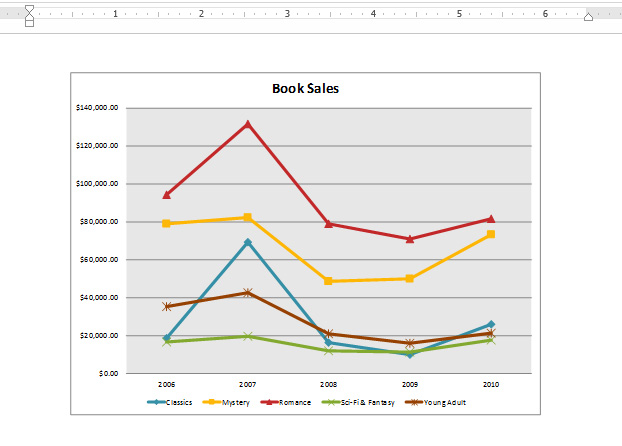 1 2 3 4 5 6
Book Sales
$140,000.00
$120,000.00
$100,000.00
$80,000.00
$60,000.00
$40,000.00
$20,000.00
$0.00
2006 2007 2008 2009 2010
Classics Mystery Romance Sci-Fi & Fantasy Young Adult